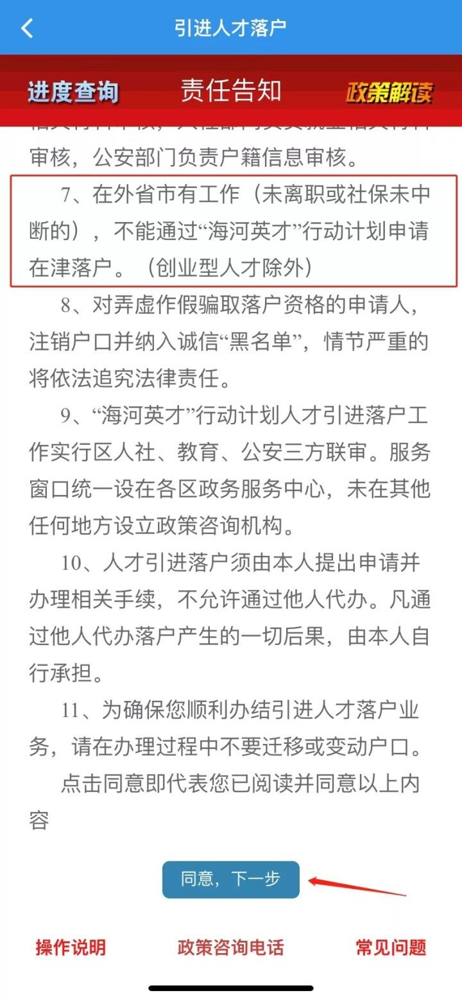 引进人才落户
进度查询
责任告知
政策解读
审核，公安部门负责户籍信息审核。
7、在外省市有工作（未离职或社保未中
断的），不能通过“海河英才”行动计划申请
在津落户。（创业型人才除外）
8、对弄虚作假骗取落户资格的申请人，
注销户口并纳入诚信“黑名单”，情节严重的
将依法追究法律责任。
9、“海河英才”行动计划人才引进落户工
作实行区人社、教育、公安三方联审。服务
窗口统一设在各区政务服务中心，未在其他
任何地方设立政策咨询机构。
10、人才引进落户须由本人提出申请并
办理相关手续，不允许通过他人代办。凡通
过他人代办落户产生的一切后果，由本人自
行承担。
11、为确保您顺利办结引进人才落户业
务，请在办理过程中不要迁移或变动户口。
点击同意即代表您已阅读并同意以上内
容
同意，下一步
操作说明
政策咨询电话
常见问题